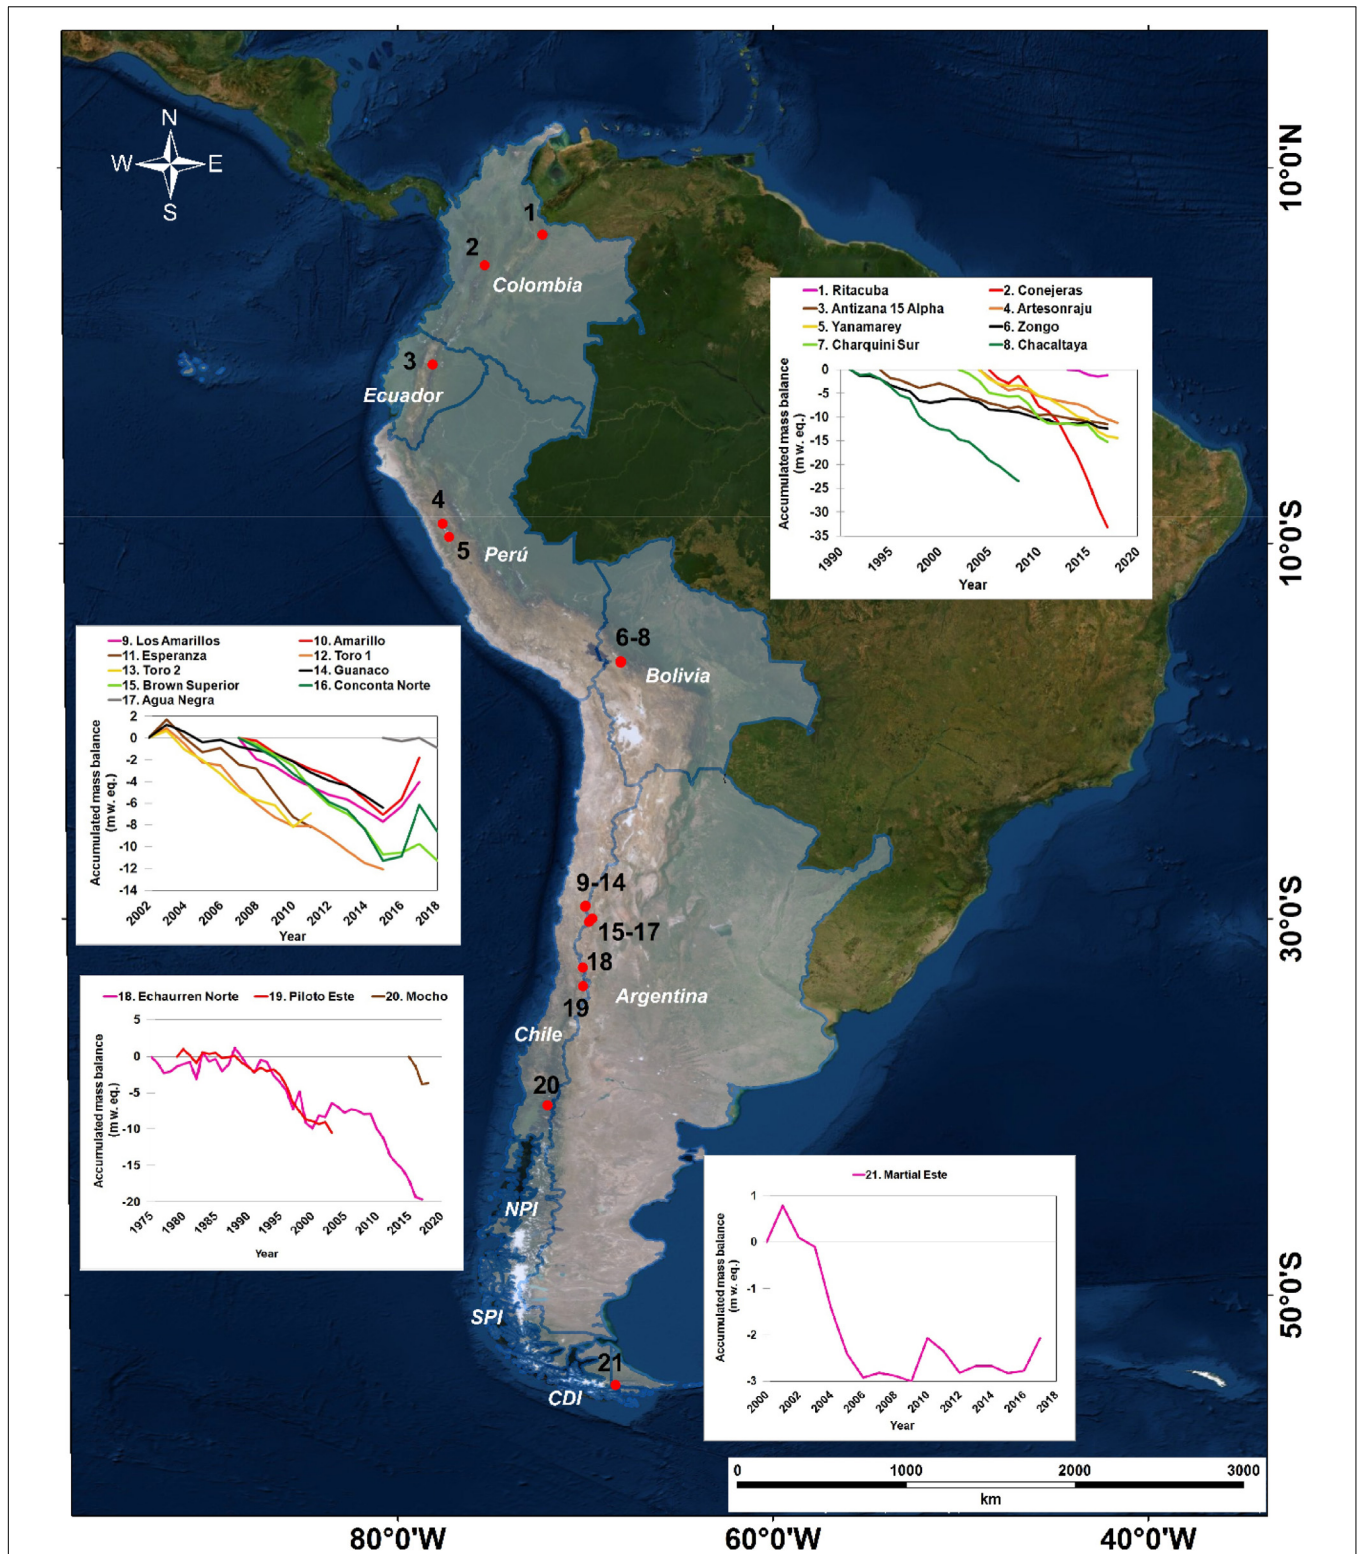 N
W E
S
10°0'N
1
2
Colombia
3
Ecuador
1. Ritacuba 2. Conejeras
3. Antizana 15 Alpha 4. Artesonraju
5. Yanamarey 6. Zongo
7. Charquini Sur 8. Chacaltaya
Accumulated mass balance
(m w. eq.)
0
-5
-10
-15
-20
-25
-30
-35
1990 1995 2000 2005 2010 2015 2020
Year
4
5
Perú
10°0'S
6-8
Bolivia
9. Los Amarillos 10. Amarillo
11. Esperanza 12. Toro 1
13. Toro 2 14. Guanaco
15. Brown Superior 16. Conconta Norte
17. Agua Negra
Accumulated mass balance
(m w. eq.)
2
0
-2
-4
-6
-8
-10
-12
-14
2002 2004 2006 2008 2010 2012 2014 2016 2018
Year
9-14
15-17
30°0'S
18
19
Argentina
Chile
20
18. Echaurren Norte 19. Piloto Este 20. Mocho
Accumulated mass balance
(m w. eq.)
5
0
-5
-10
-15
-20
1975 1980 1985 1990 1995 2000 2005 2010 2015 2020
Year
NPI
SPI
21
CDI
50°0'S
21. Martial Este
Accumulated mass balance
(m w. eq.)
1
0
-1
-2
-3
2000 2002 2004 2006 2008 2010 2012 2014 2016 2018
Year
0 1000 2000 3000
km
80°0'W 60°0'W 40°0'W